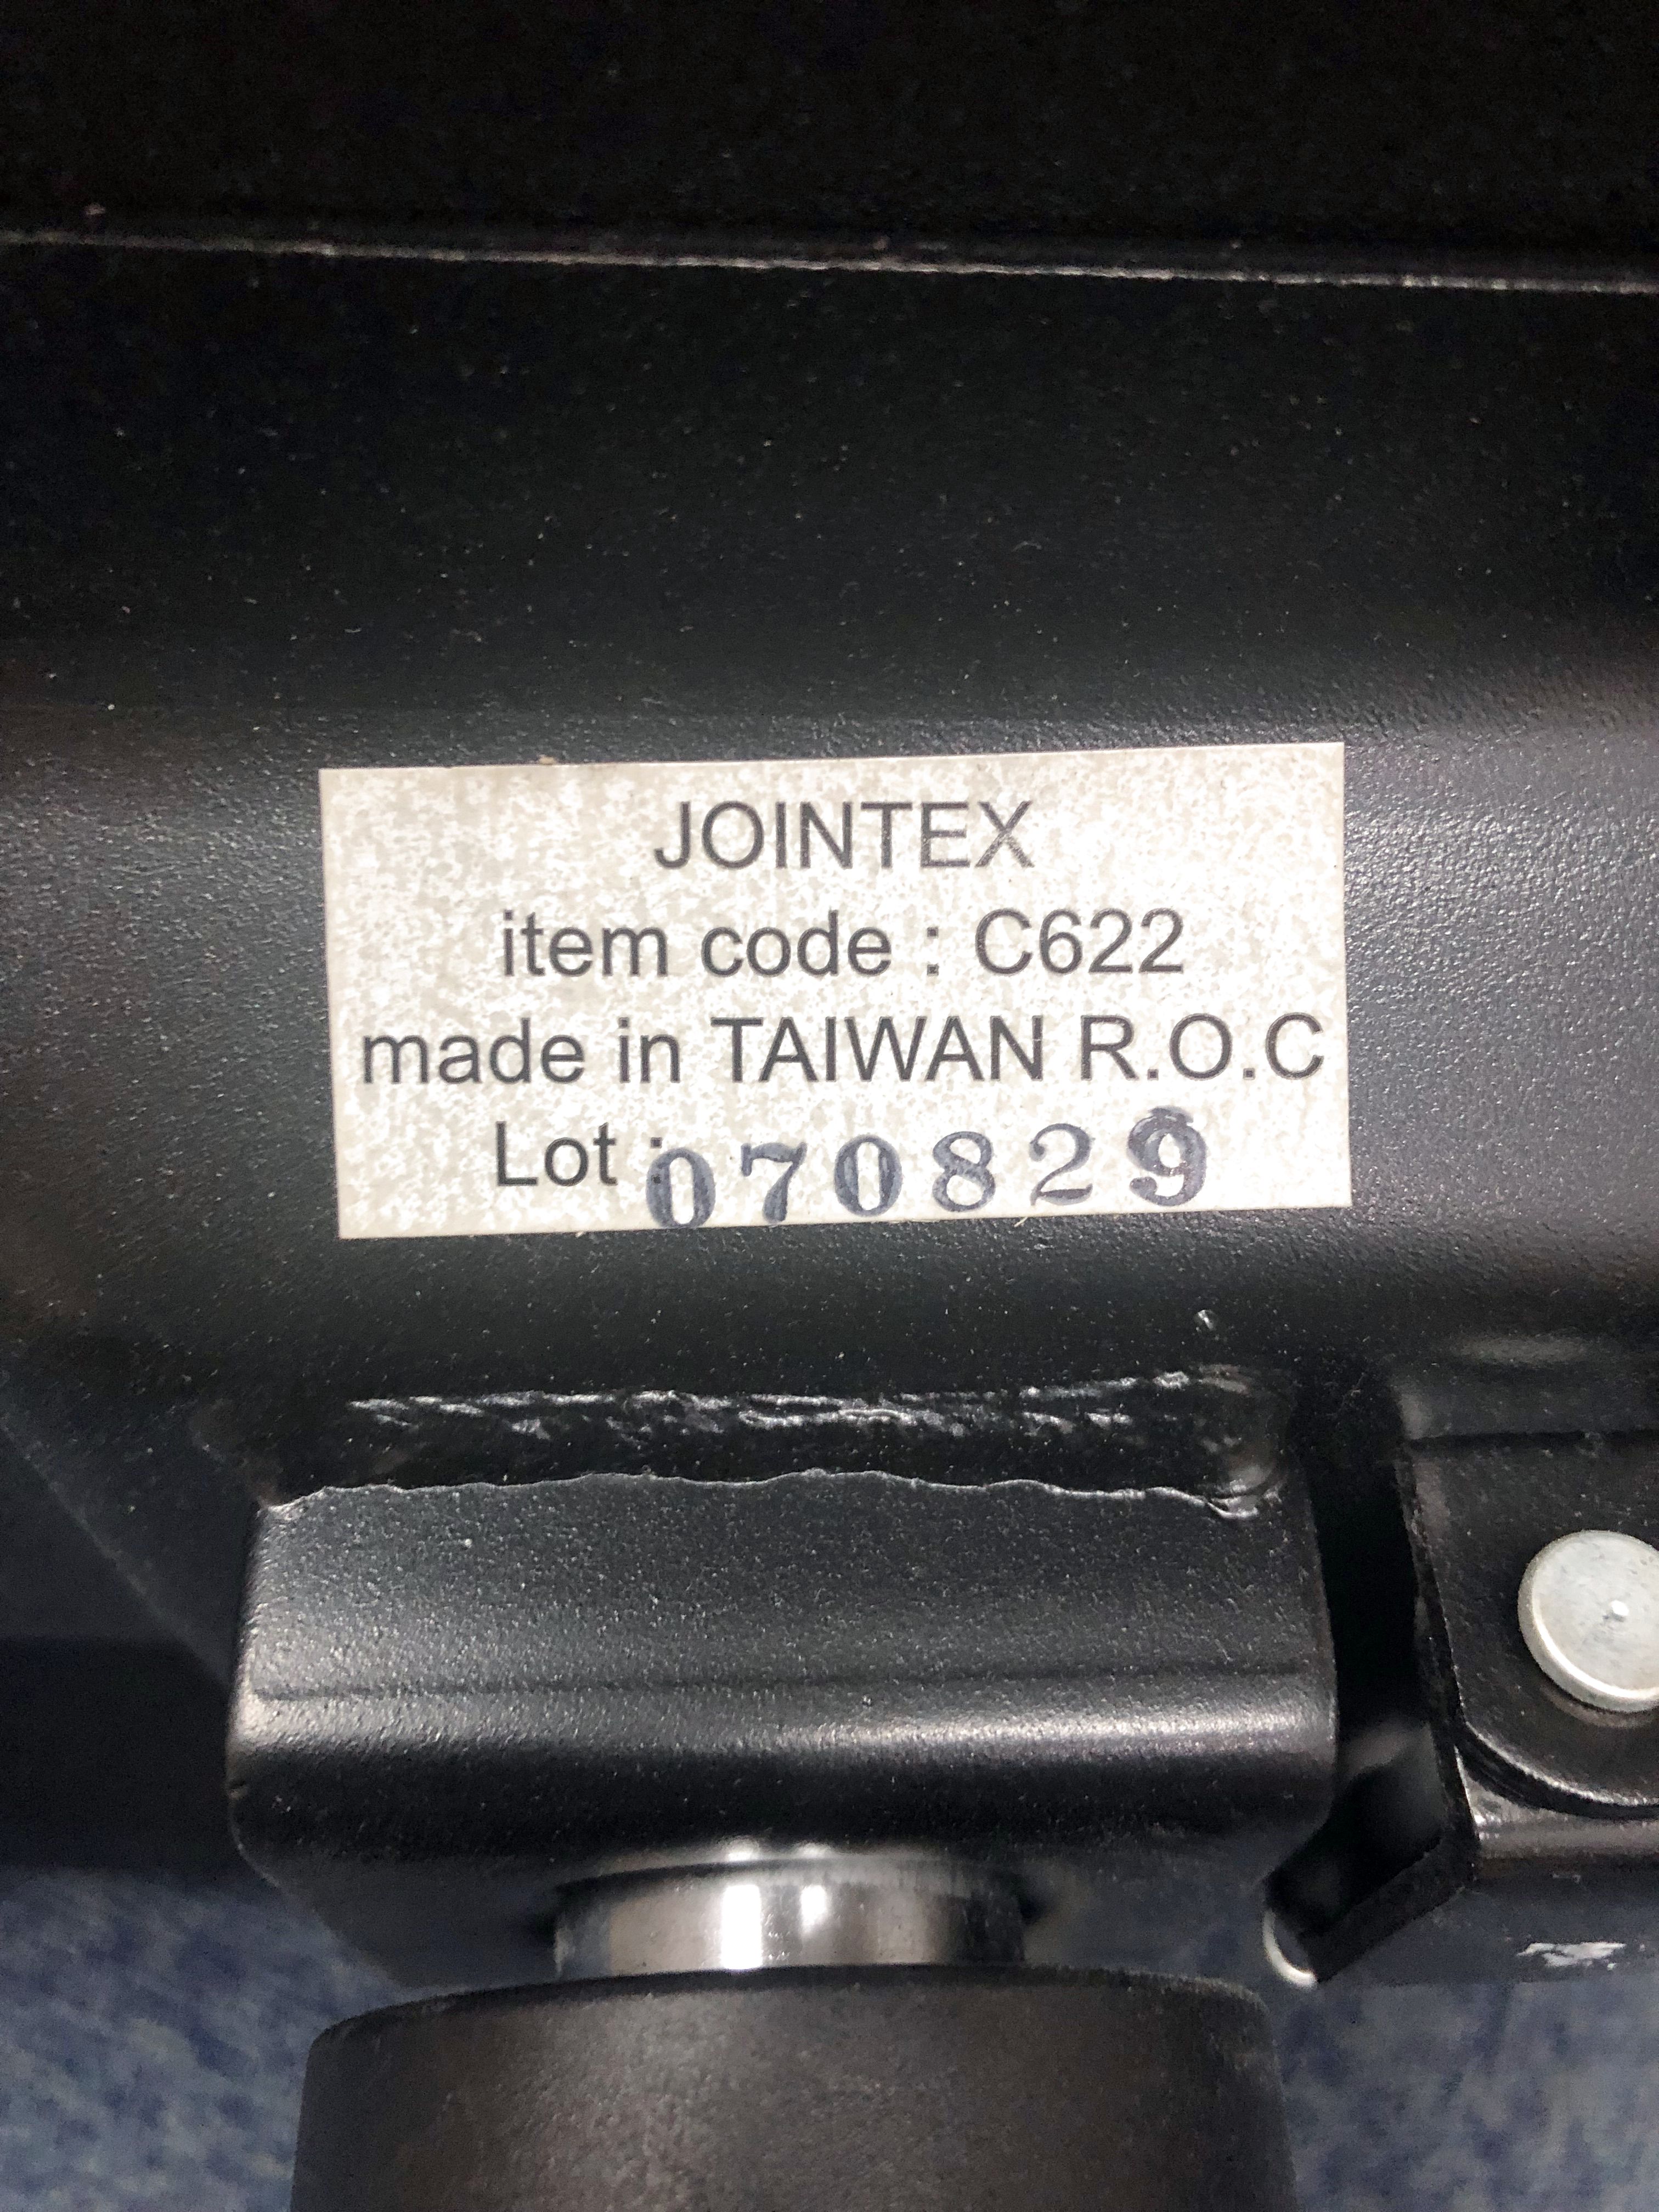 JOINTEX
item code : C622
made in TAIWAN R.O.C
Lot : 070829